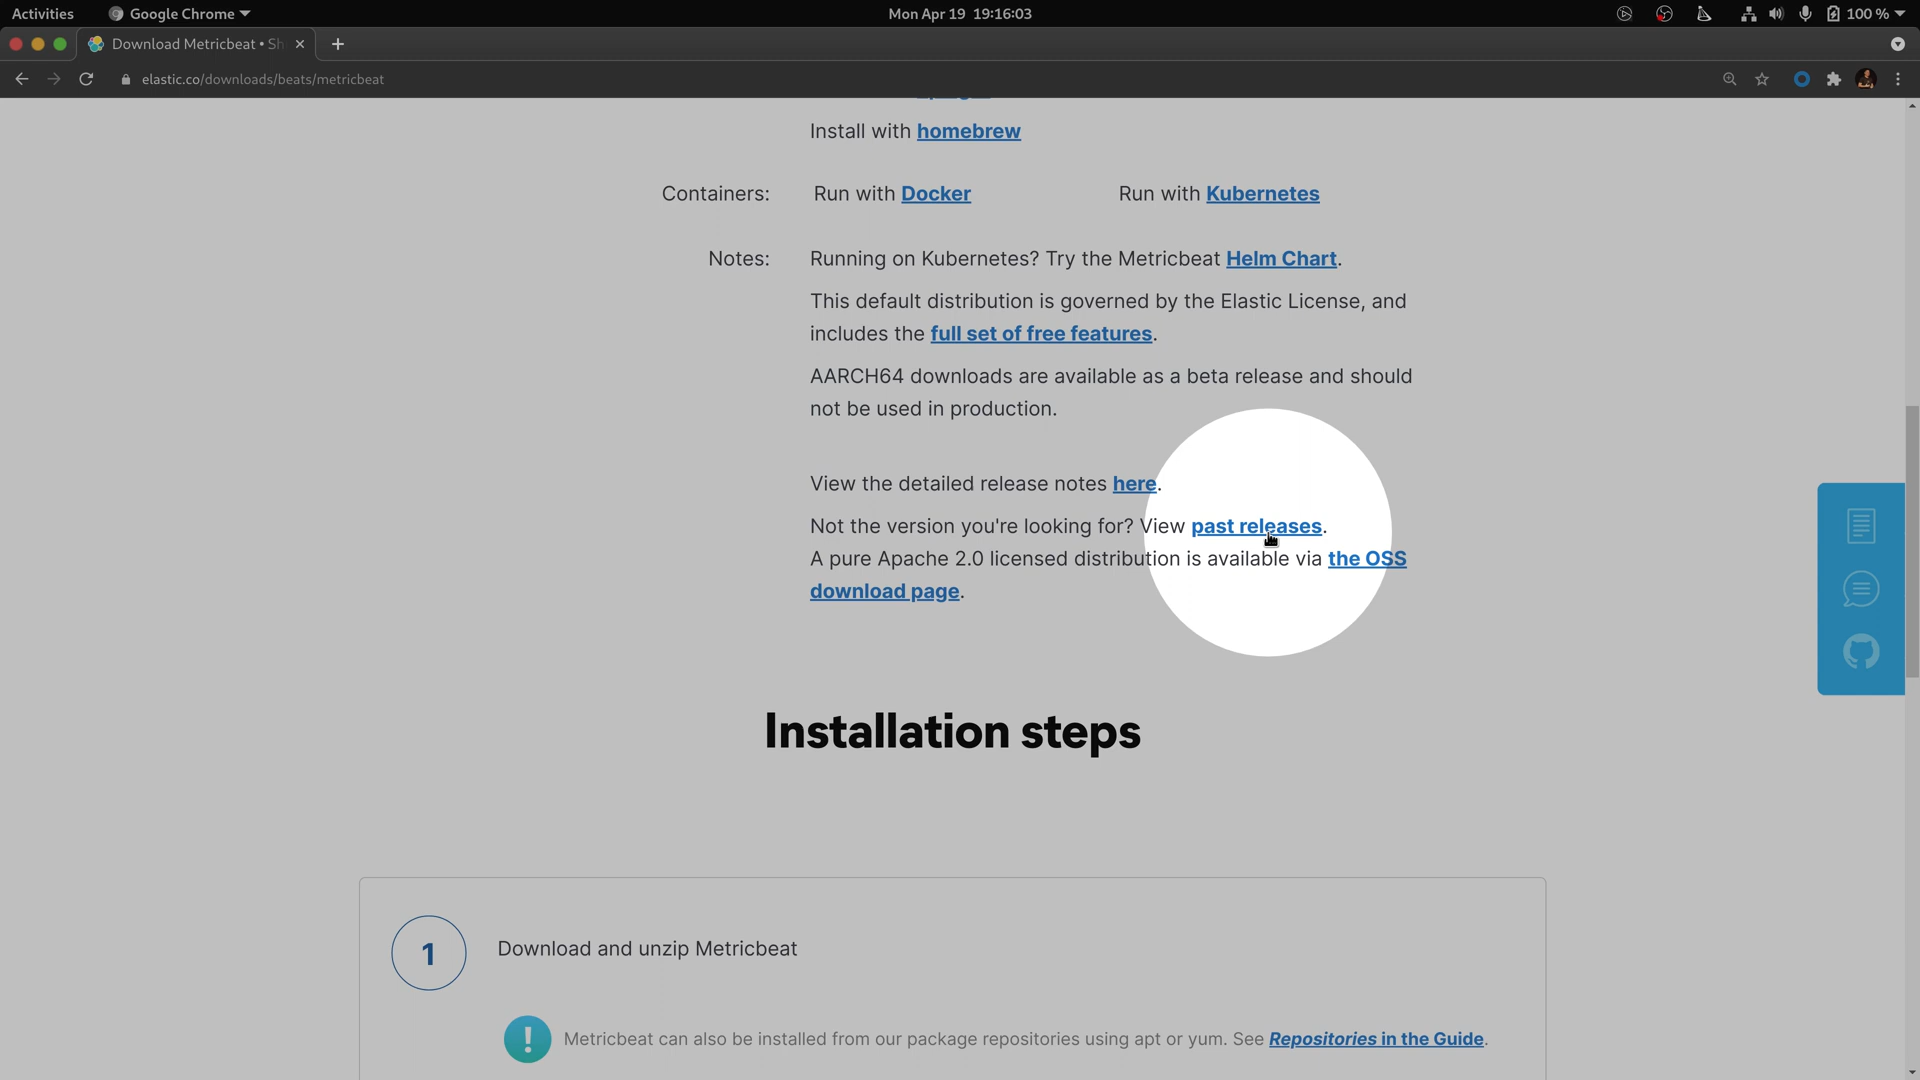 Activities
Google Chrome
Mon Apr 19 19:16:03
100 %
Download Metricbeat • Sh
elastic.co/downloads/beats/metricbeat
Install with homebrew
Containers:
Run with Docker
Run with Kubernetes
Notes:
Running on Kubernetes? Try the Metricbeat Helm Chart.
This default distribution is governed by the Elastic License, and
includes the full set of free features.
AARCH64 downloads are available as a beta release and should
not be used in production.
View the detailed release notes here.
Not the version you're looking for? View past releases.
A pure Apache 2.0 licensed distribution is available via the OSS
download page.
Installation steps
1
Download and unzip Metricbeat
Metricbeat can also be installed from our package repositories using apt or yum. See Repositories in the Guide.